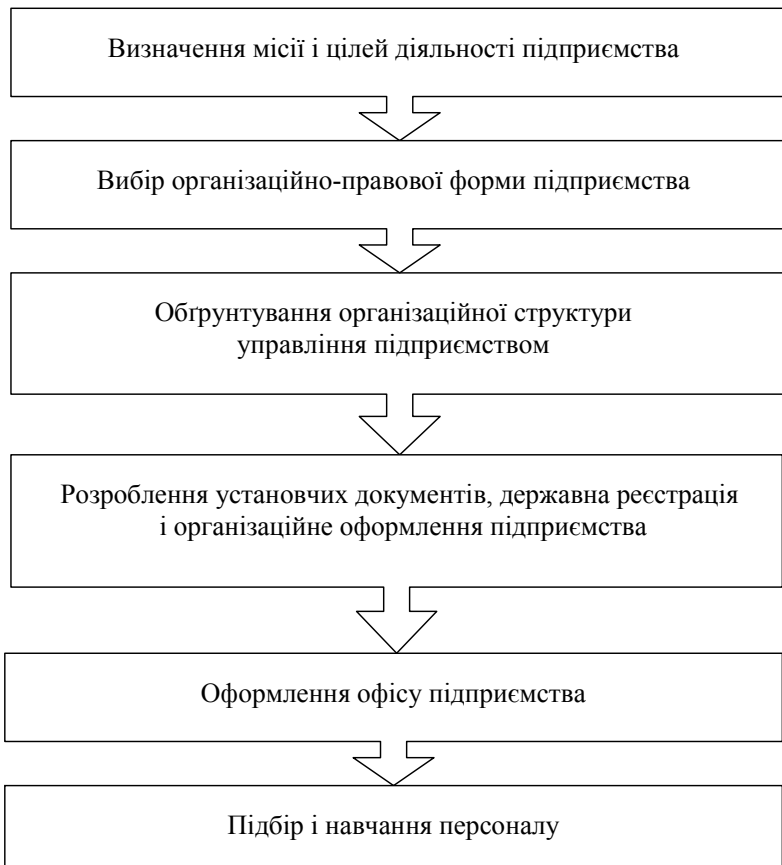 Визначення місії і цілей діяльності підприємства
Вибір організаційно-правової форми підприємства
Обґрунтування організаційної структури
управління підприємством
Розроблення установчих документів, державна реєстрація
і організаційне оформлення підприємства
Оформлення офісу підприємства
Підбір і навчання персоналу